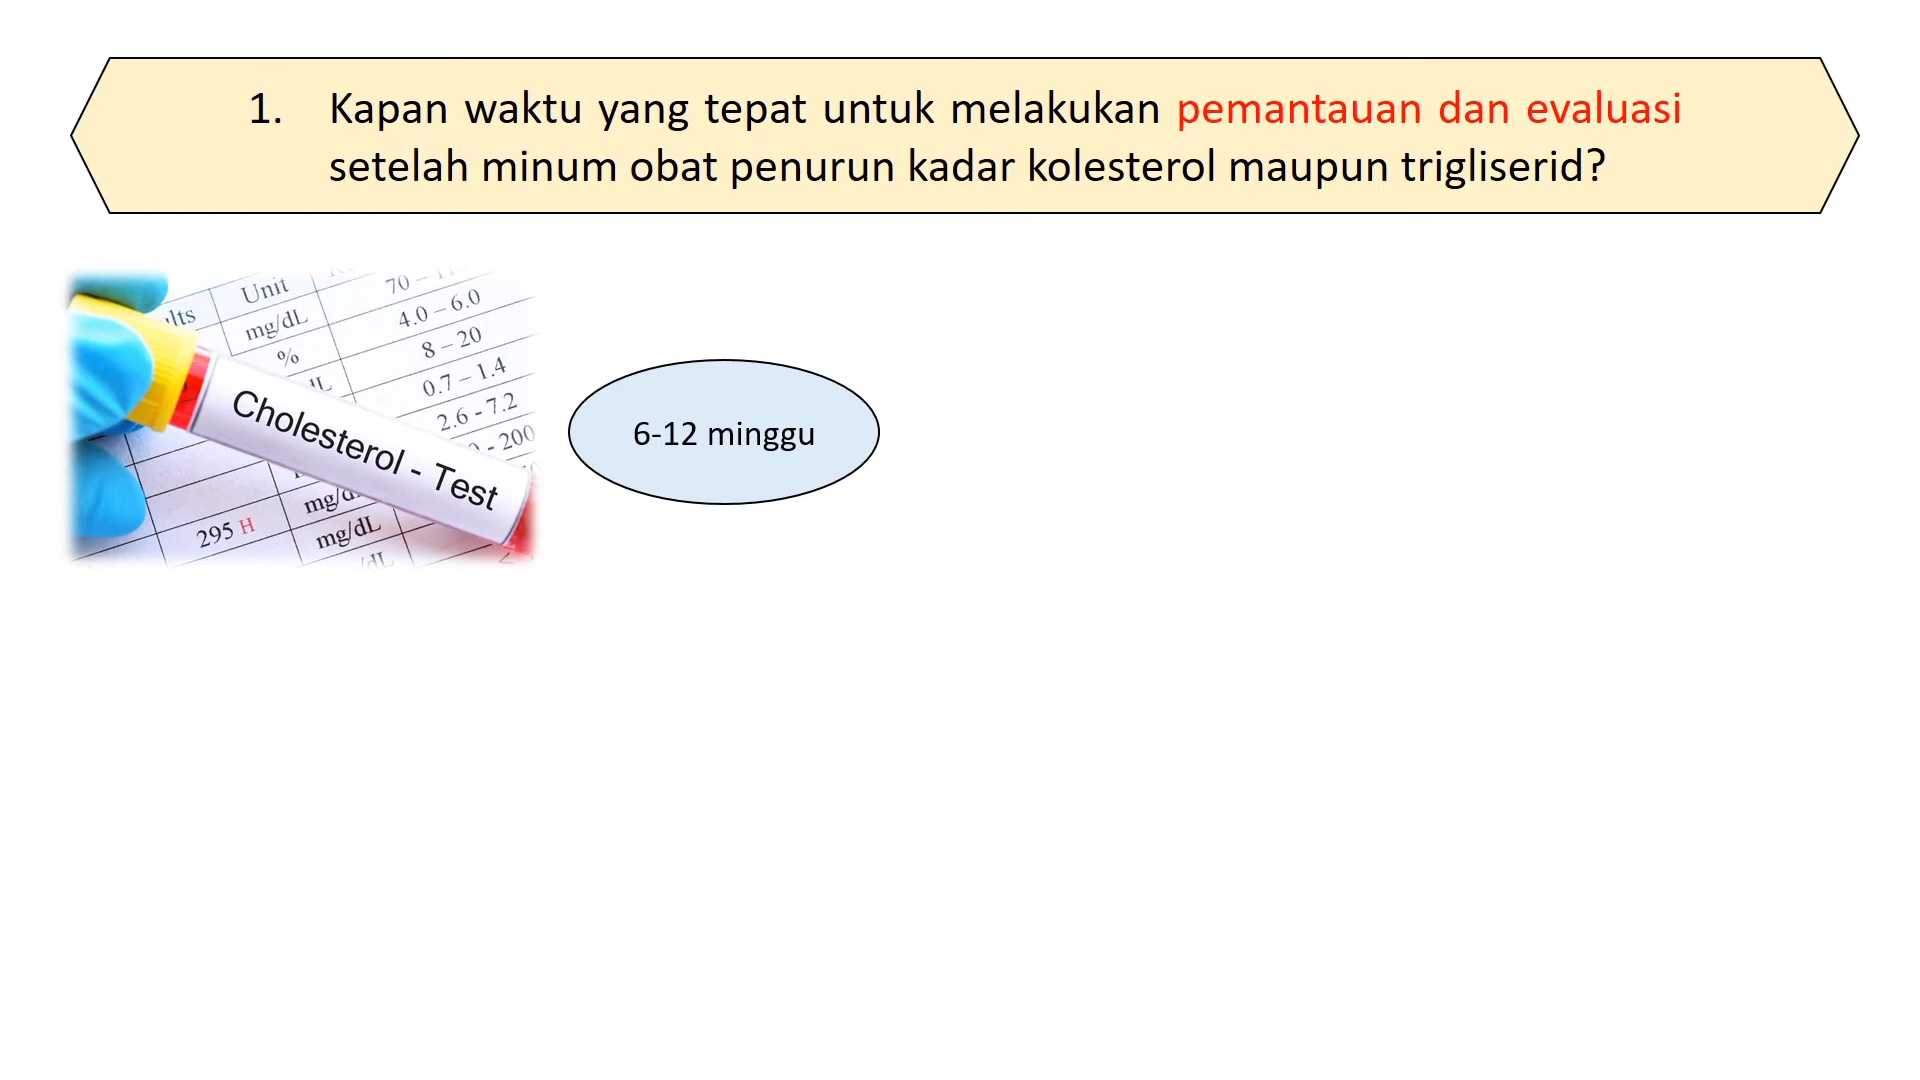 1. Kapan waktu yang tepat untuk melakukan pemantauan dan evaluasi
setelah minum obat penurun kadar kolesterol maupun trigliserid?
Unit
70 –
mg/dL
4.0 – 6.0
%
8 – 20
0.7 – 1.4
2.6 - 7.2
- 200
Cholesterol - Test
295 H
mg/dL
6-12 minggu